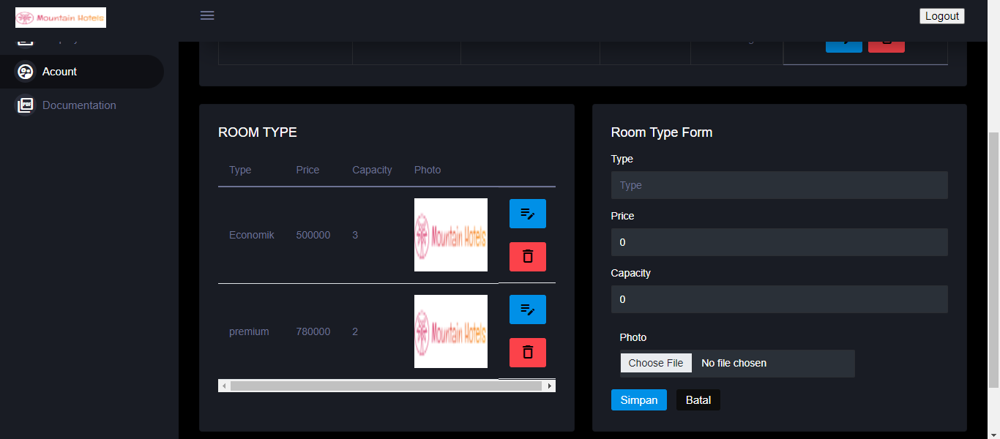 Mountain Hotels
Logout
Acount
Documentation
ROOM TYPE
Type Price Capacity Photo
Economik 500000 3 Mountain Hotels
premium 780000 2 Mountain Hotels
Room Type Form
Type
Type
Price
0
Capacity
0
Photo
Choose File No file chosen
Simpan Batal